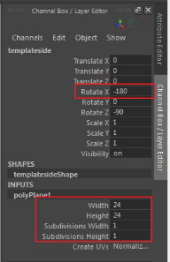 Channel Box / Layer Editor
Channels Edit Object Show
templateside
Translate X 0
Translate Y 0
Translate Z 0
Rotate X -180
Rotate Y 0
Rotate Z -90
Scale X 1
Scale Y 1
Scale Z 1
Visibility on
SHAPES
templatesideShape
INPUTS
polyPlane1
Width 24
Height 24
Subdivisions Width 1
Subdivisions Height 1
Create UVs Normaliz...
Attribute Editor
Channel Box / Layer Editor